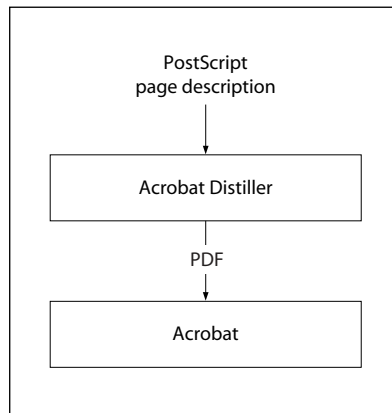 PostScript
page description
Acrobat Distiller
PDF
Acrobat